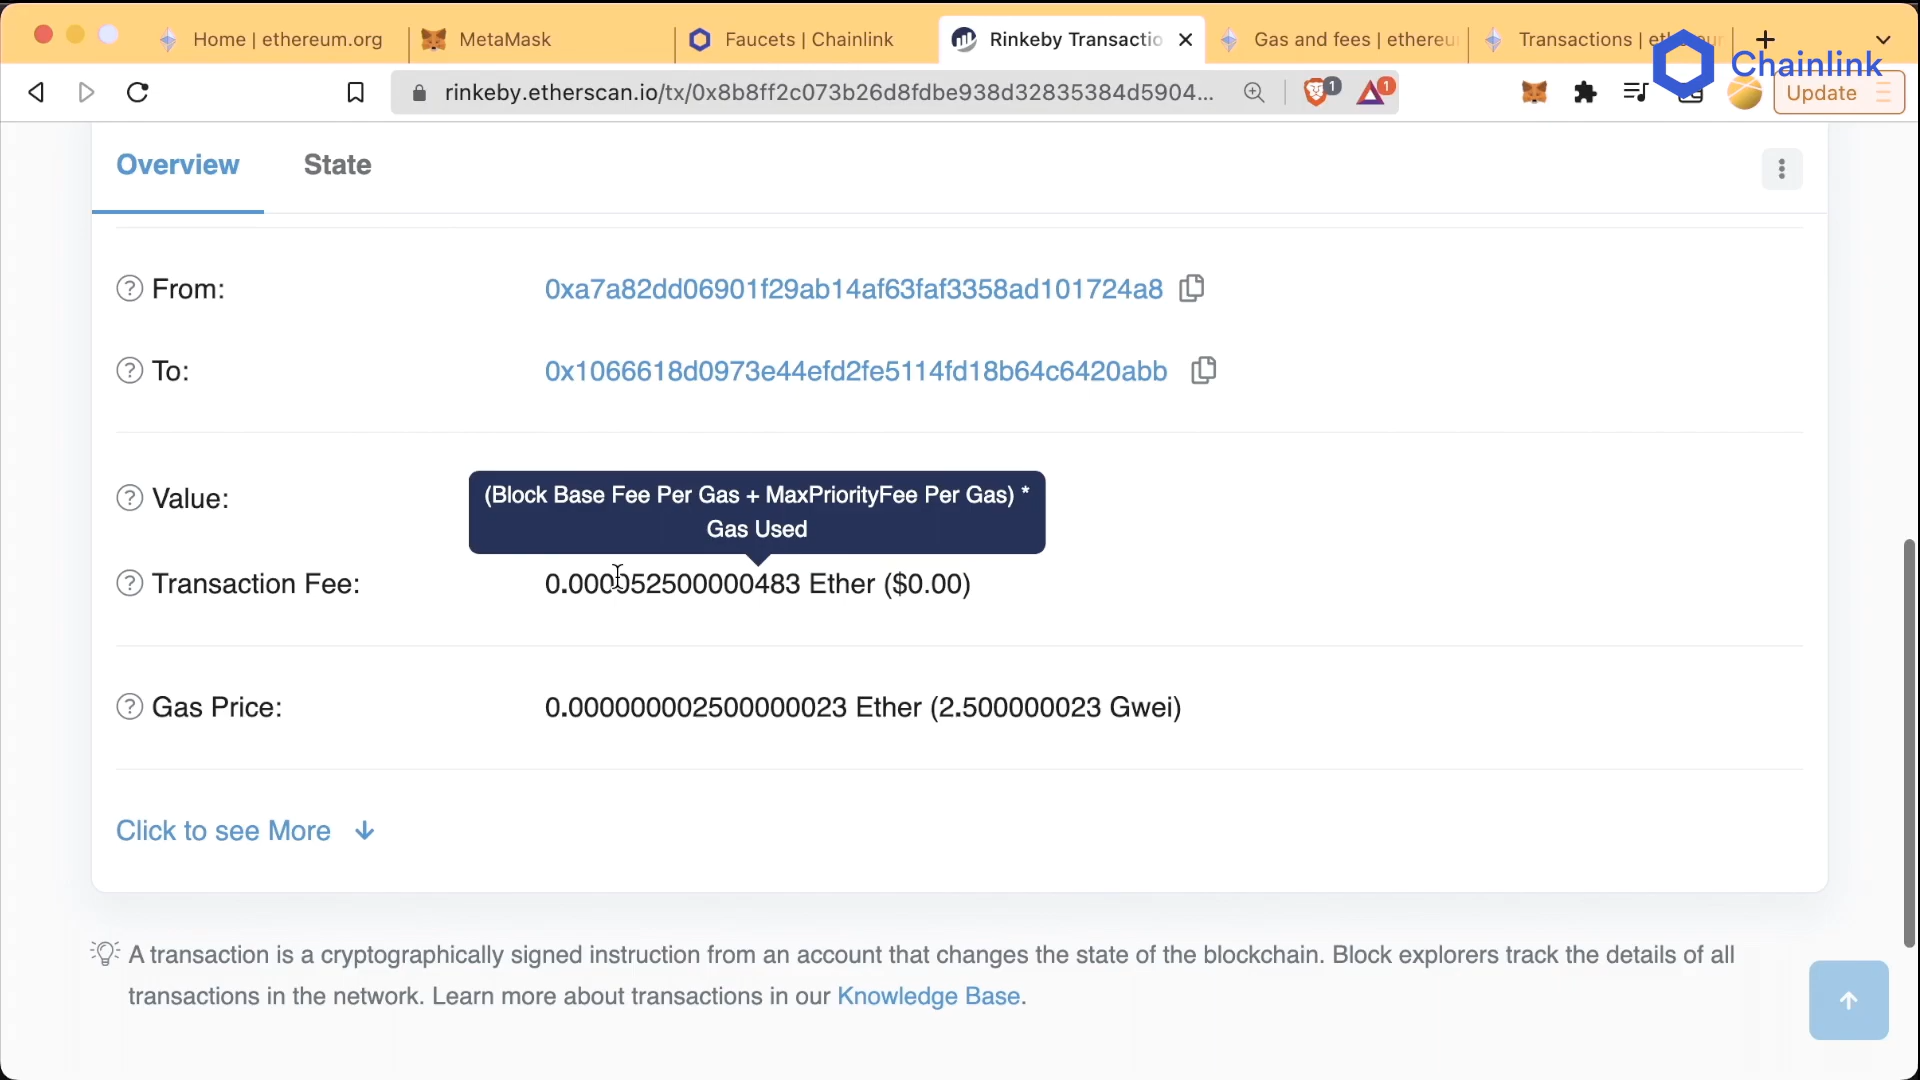 Home | ethereum.org
MetaMask
Faucets | Chainlink
Rinkeby Transactio
Gas and fees | ethereu
Transactions |
Chainlink
rinkeby.etherscan.io/tx/0x8b8ff2c073b26d8fdbe938d32835384d5904...
1
1
Update
Overview
State
From:
0xa7a82dd06901f29ab14af63faf3358ad101724a8
To:
0x1066618d0973e44efd2fe5114fd18b64c6420abb
Value:
(Block Base Fee Per Gas + MaxPriorityFee Per Gas) *
Gas Used
Transaction Fee:
0.000052500000483 Ether ($0.00)
Gas Price:
0.000000002500000023 Ether (2.500000023 Gwei)
Click to see More
A transaction is a cryptographically signed instruction from an account that changes the state of the blockchain. Block explorers track the details of all
transactions in the network. Learn more about transactions in our Knowledge Base.